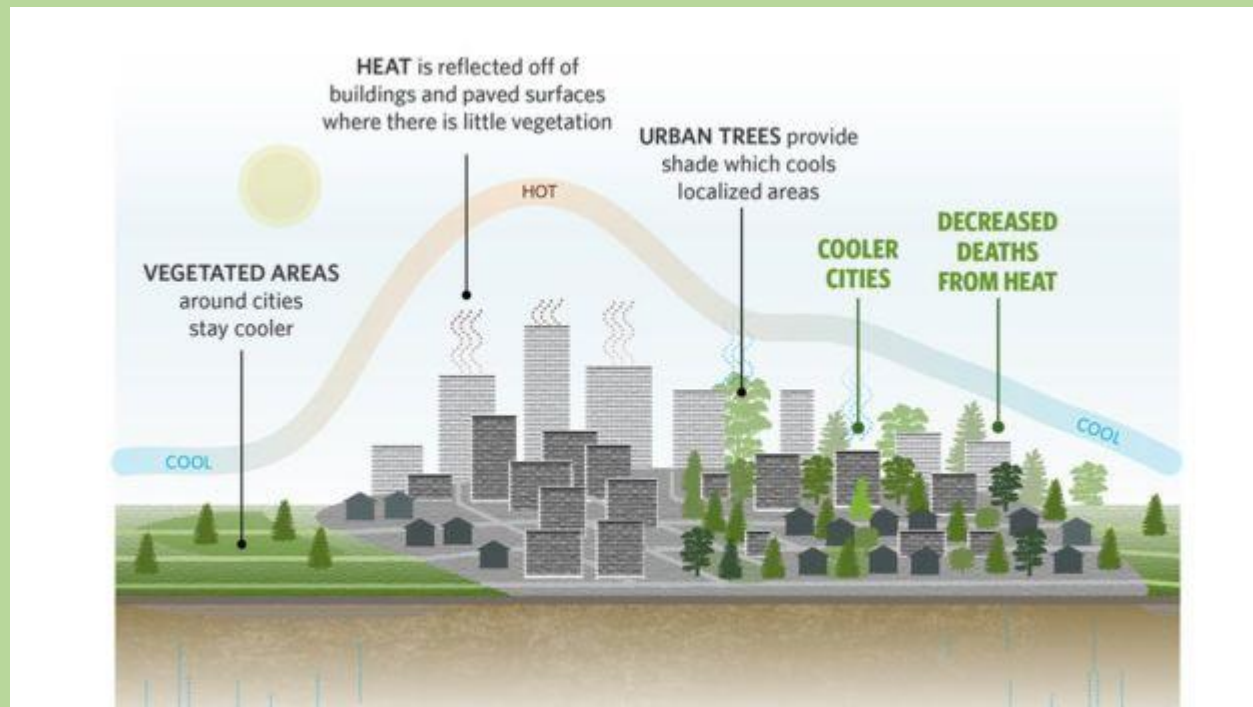 HEAT is reflected off of
buildings and paved surfaces
where there is little vegetation
URBAN TREES provide
shade which cools
localized areas
HOT
DECREASED
DEATHS
FROM HEAT
COOLER
CITIES
VEGETATED AREAS
around cities
stay cooler
COOL
COOL